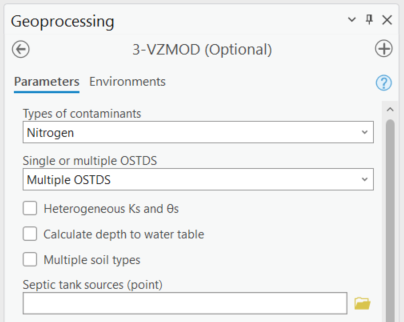 Geoprocessing
3-VZMOD (Optional)
Parameters Environments
?
Types of contaminants
Nitrogen
Single or multiple OSTDS
Multiple OSTDS
Heterogeneous Ks and θs
Calculate depth to water table
Multiple soil types
Septic tank sources (point)